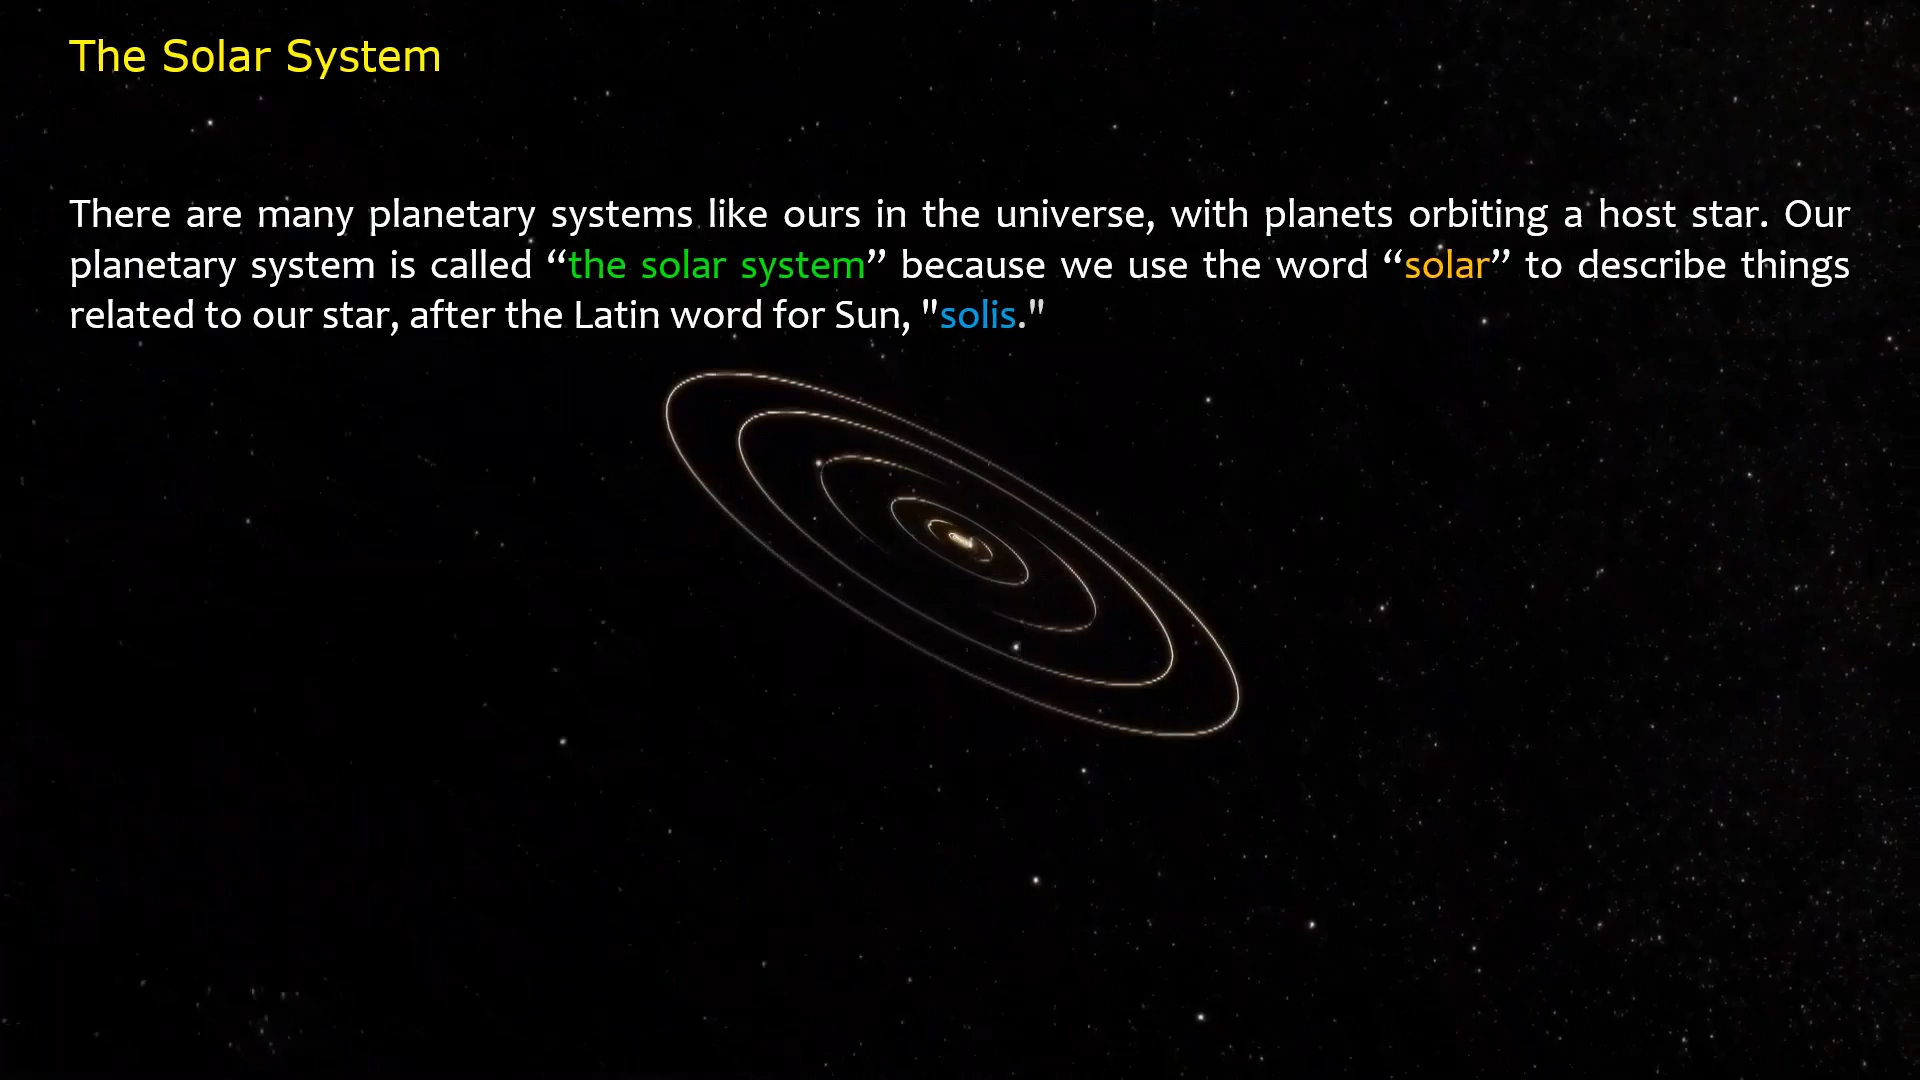 The Solar System
There are many planetary systems like ours in the universe, with planets orbiting a host star. Our
planetary system is called “the solar system” because we use the word “solar” to describe things
related to our star, after the Latin word for Sun, "solis."